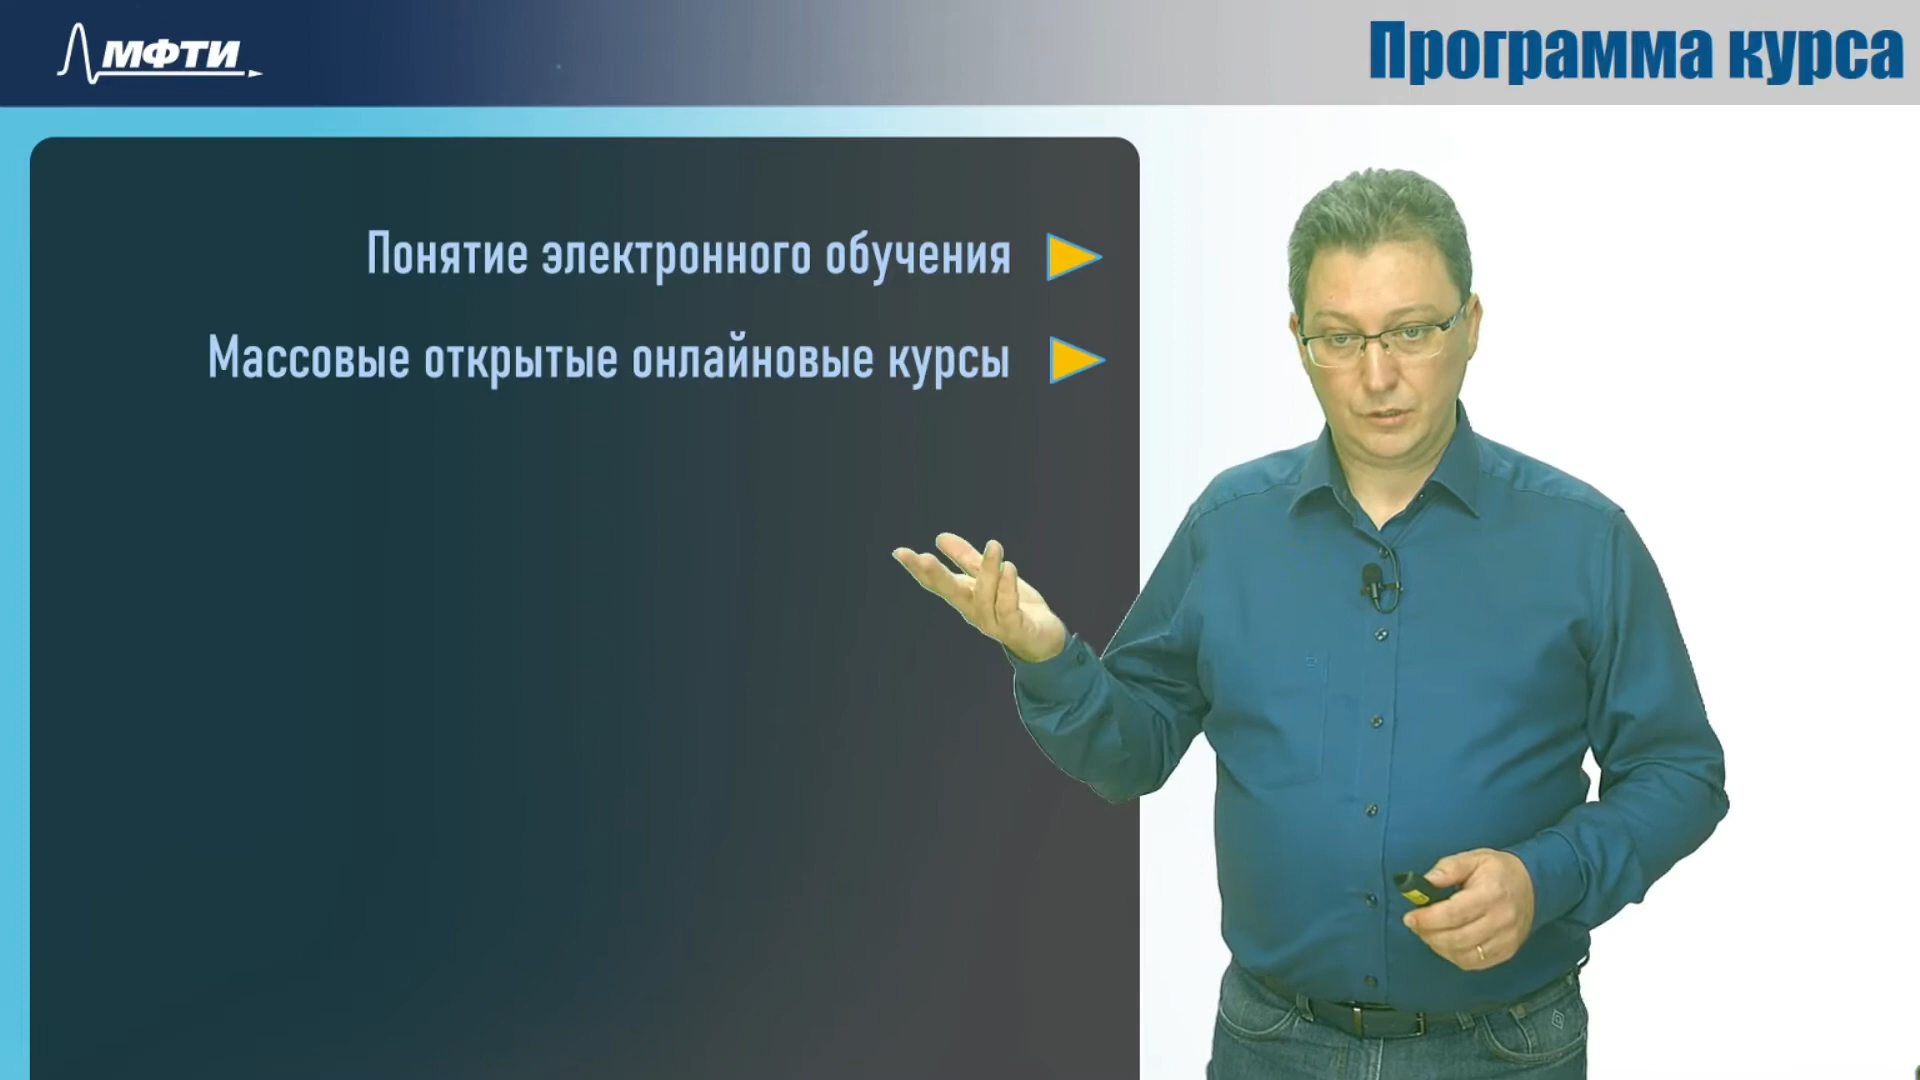 МФТИ
Программа курса
Понятие электронного обучения
Массовые открытые онлайновые курсы